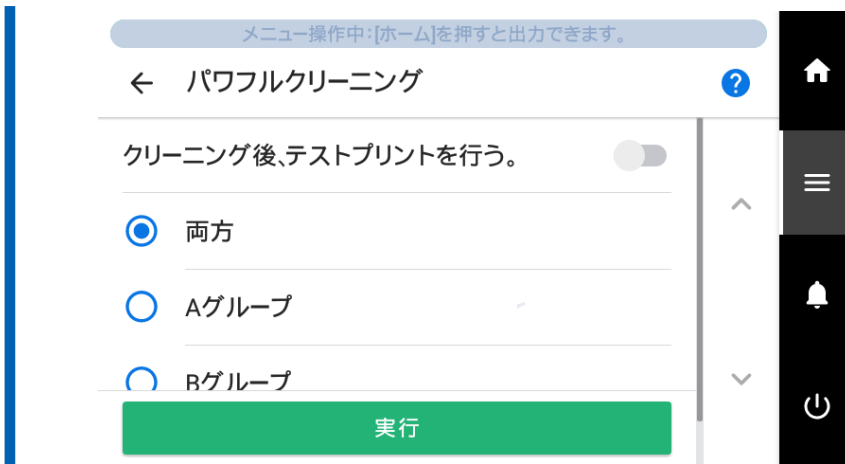 メニュー操作中:[ホーム]を押すと出力できます。
パワフルクリーニング
クリーニング後、テストプリントを行う。
両方
Aグループ
Bグループ
実行